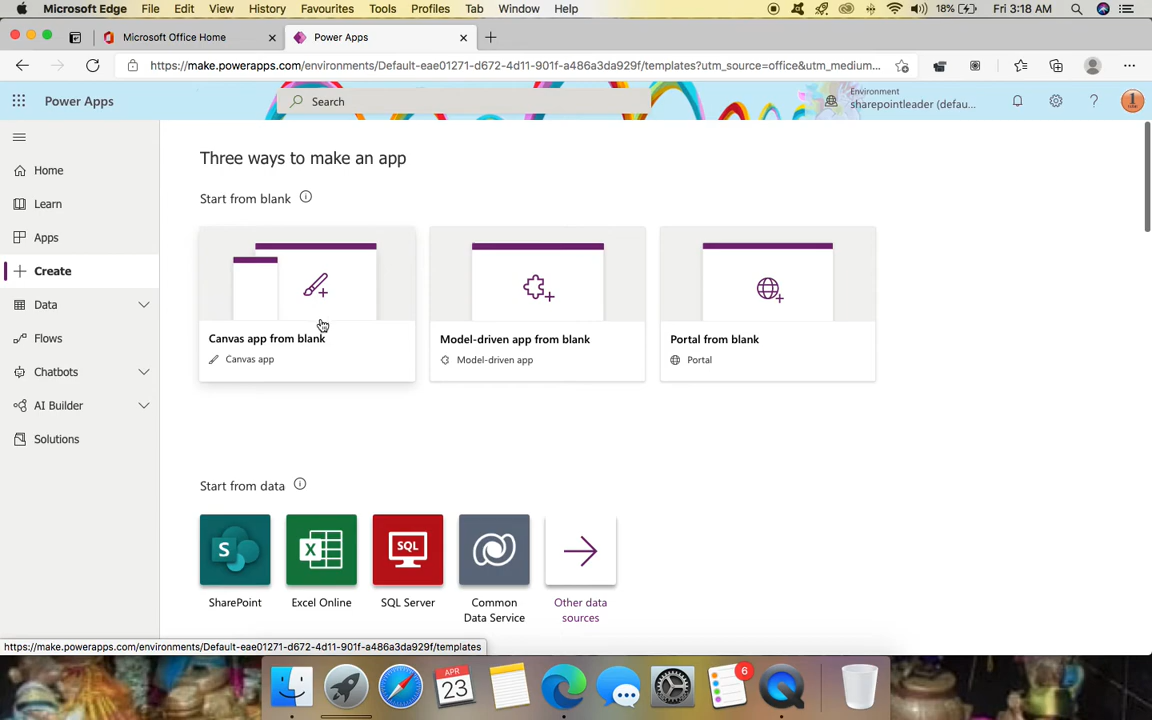 Microsoft Edge File Edit View History Favourites Tools Profiles Tab Window Help 18% Fri 3:18 AM
Microsoft Office Home
Power Apps
https://make.powerapps.com/environments/Default-eae01271-d672-4d11-901f-a486a3da929f/templates?utm_source=office&utm_medium...
Power Apps
Search
Environment
sharepointleader (defau...
Home
Learn
Apps
Create
Data
Flows
Chatbots
AI Builder
Solutions
Three ways to make an app
Start from blank
Canvas app from blank
Canvas app
Model-driven app from blank
Model-driven app
Portal from blank
Portal
Start from data
S
X
SQL
SharePoint
Excel Online
SQL Server
Common
Data Service
Other data
sources
https://make.powerapps.com/environments/Default-eae01271-d672-4d11-901f-a486a3da929f/templates
APR
23
6